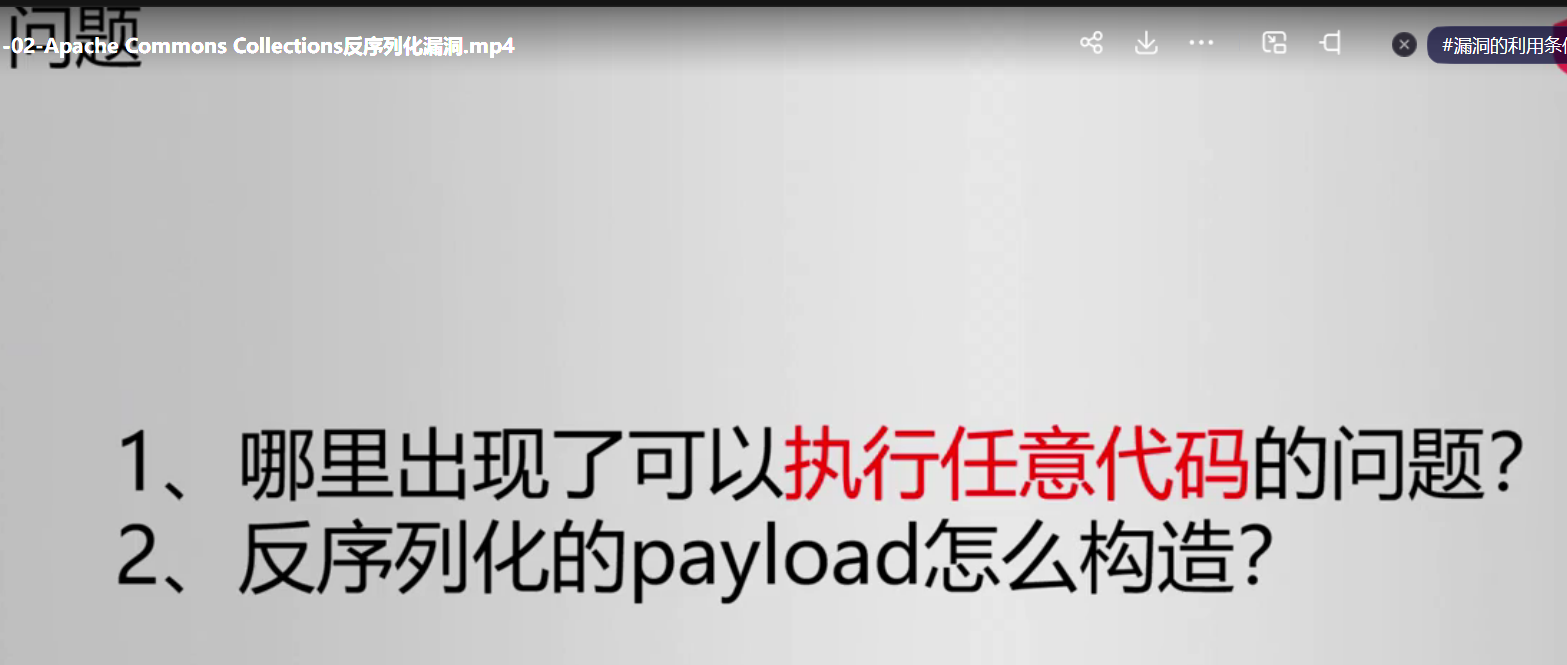 问题
-02-Apache Commons Collections反序列化漏洞.mp4
#漏洞的利用条
1、哪里出现了可以执行任意代码的问题?
2、反序列化的payload怎么构造?